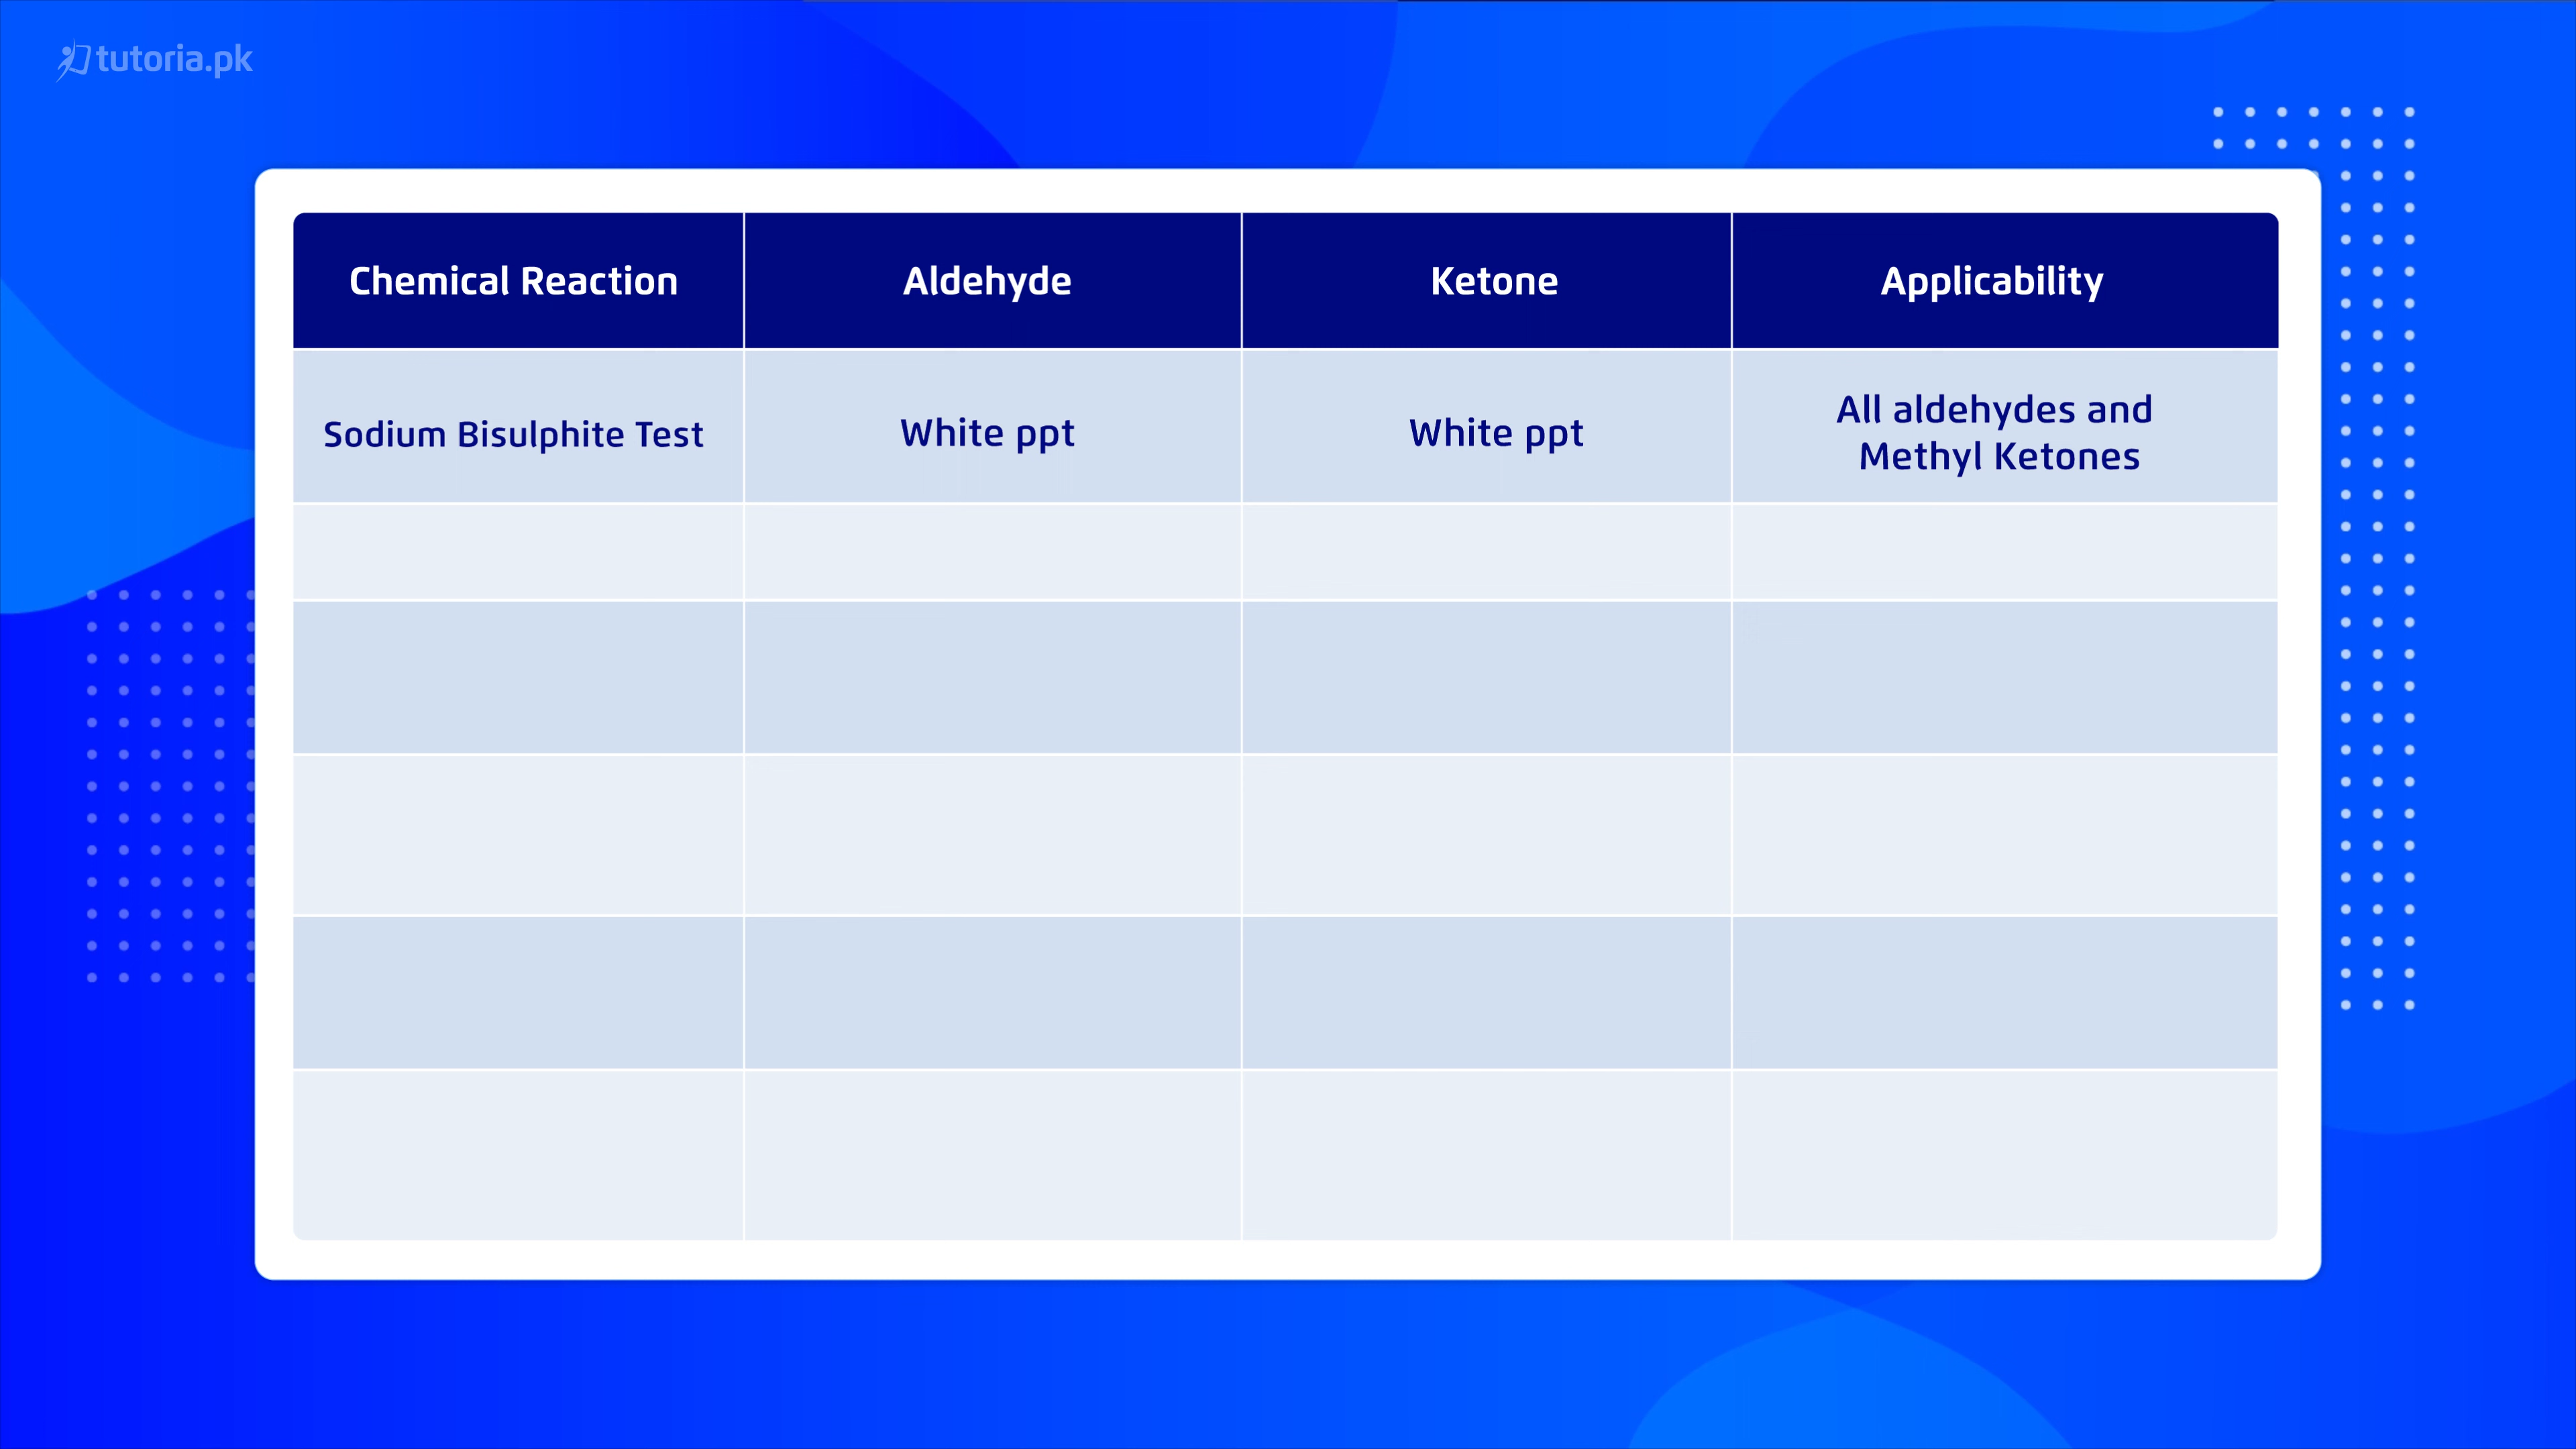 tutoria.pk
Chemical Reaction
Aldehyde
Ketone
Applicability
Sodium Bisulphite Test
White ppt
White ppt
All aldehydes and
Methyl Ketones